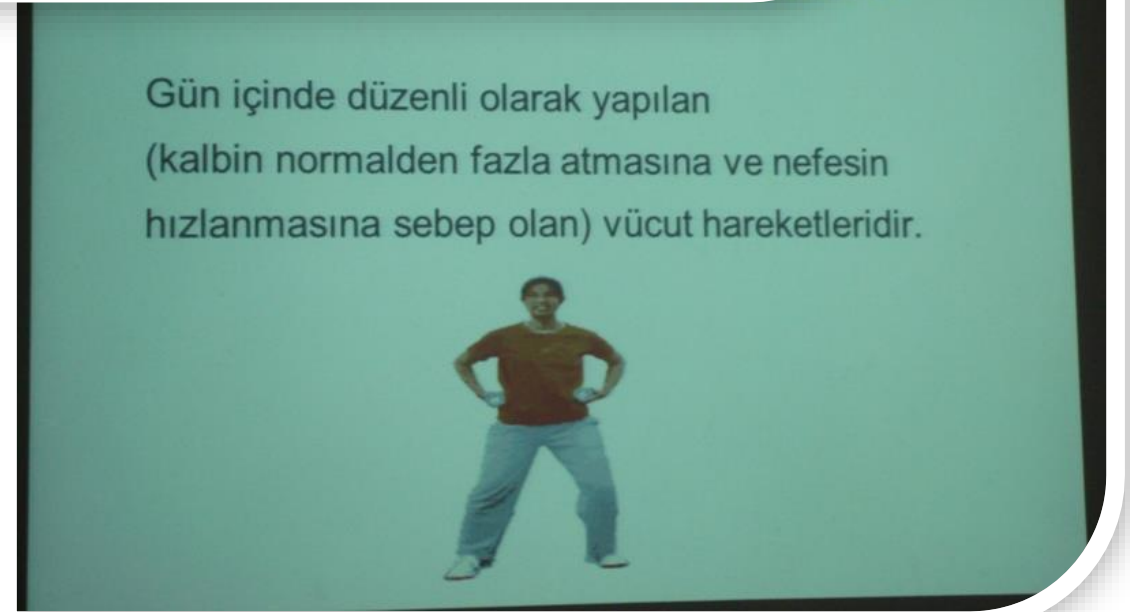 Gün içinde düzenli olarak yapılan
(kalbin normalden fazla atmasına ve nefesin
hızlanmasına sebep olan) vücut hareketleridir.